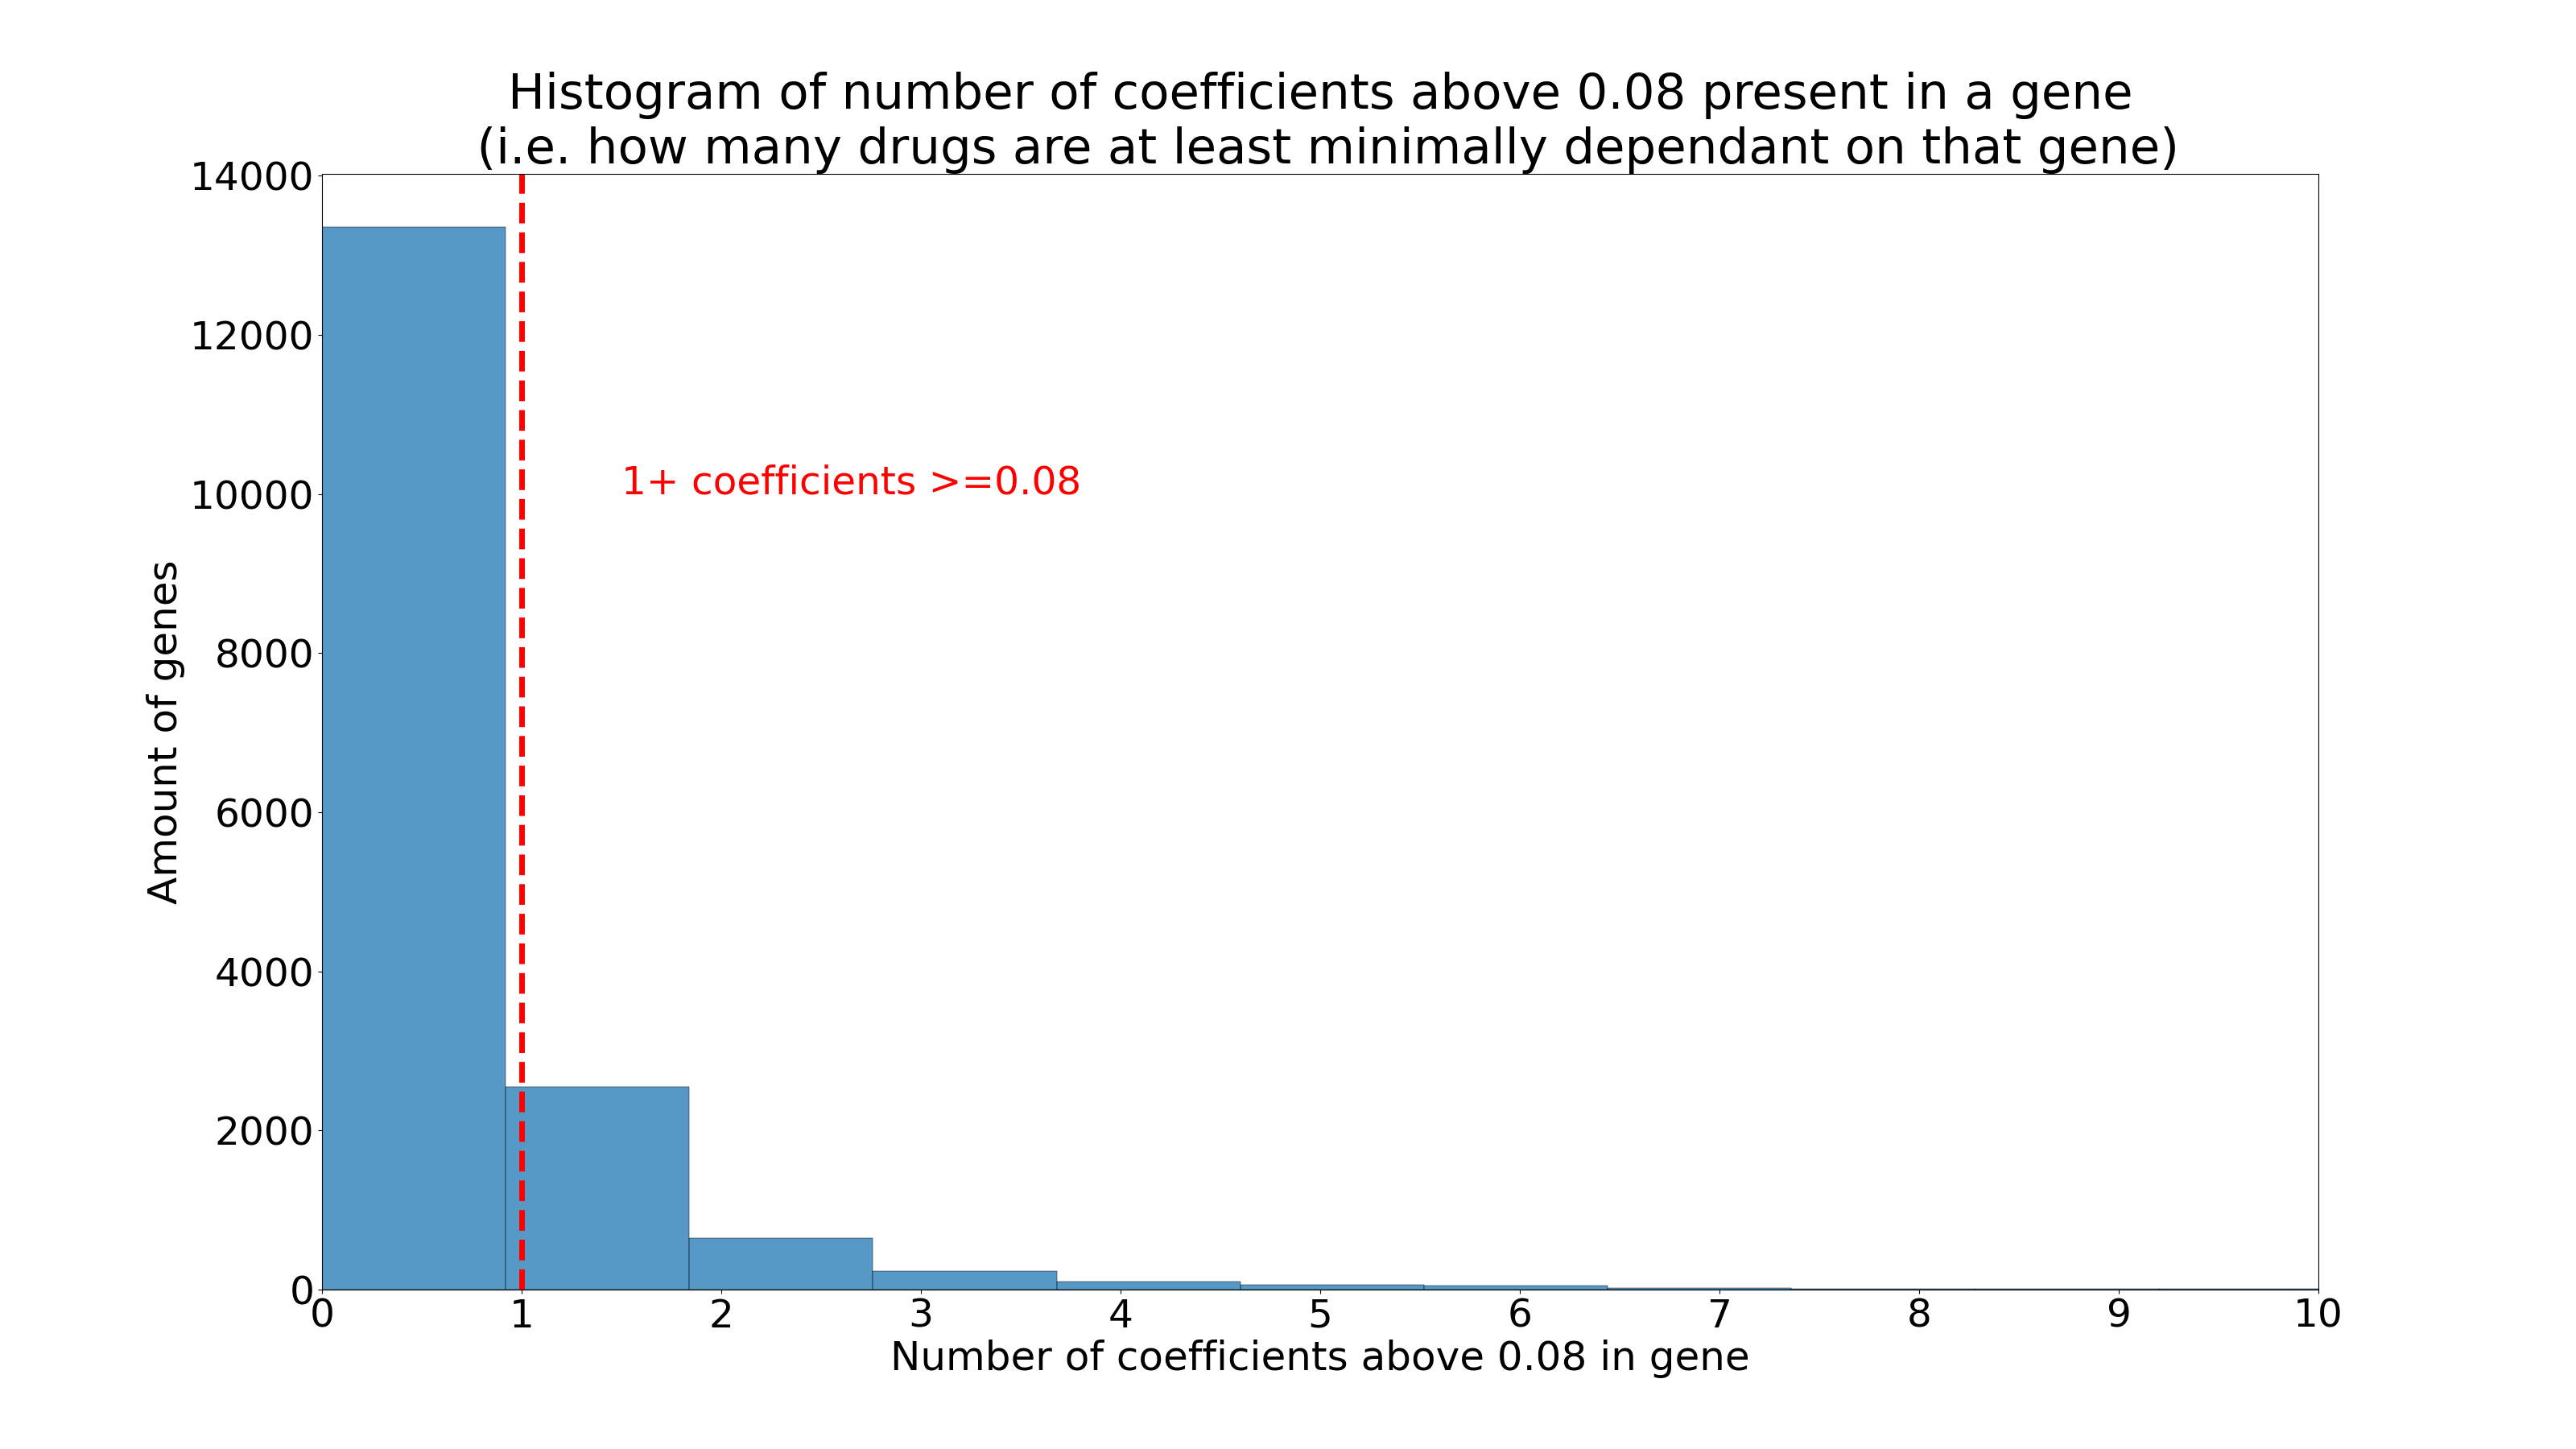 Histogram of number of coefficients above 0.08 present in a gene
(i.e. how many drugs are at least minimally dependant on that gene)
14000
12000
10000
8000
6000
4000
2000
0
Amount of genes
1+ coefficients >=0.08
0 1 2 3 4 5 6 7 8 9 10
Number of coefficients above 0.08 in gene